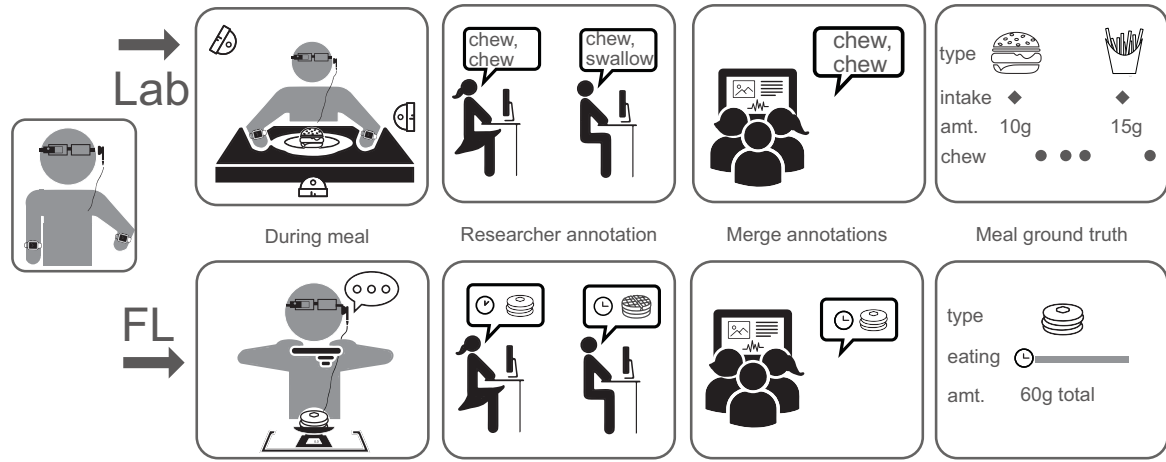 Lab
chew,
chew
chew,
swallow
chew,
chew
type
intake
amt. 10g 15g
chew
During meal Researcher annotation Merge annotations Meal ground truth
FL
type
eating
amt. 60g total